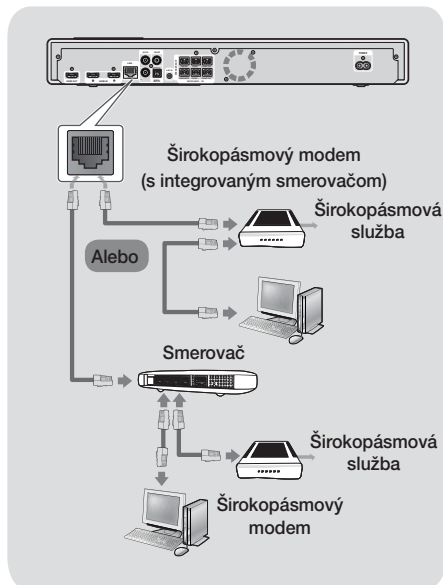 Širokopásmový modem
(s integrovaným smerovačom)
Širokopásmová
služba
Alebo
Smerovač
Širokopásmová
služba
Širokopásmový
modem